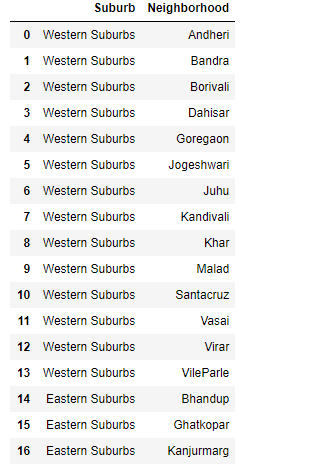 Suburb Neighborhood
0 Western Suburbs Andheri
1 Western Suburbs Bandra
2 Western Suburbs Borivali
3 Western Suburbs Dahisar
4 Western Suburbs Goregaon
5 Western Suburbs Jogeshwari
6 Western Suburbs Juhu
7 Western Suburbs Kandivali
8 Western Suburbs Khar
9 Western Suburbs Malad
10 Western Suburbs Santacruz
11 Western Suburbs Vasai
12 Western Suburbs Virar
13 Western Suburbs VileParle
14 Eastern Suburbs Bhandup
15 Eastern Suburbs Ghatkopar
16 Eastern Suburbs Kanjurmarg